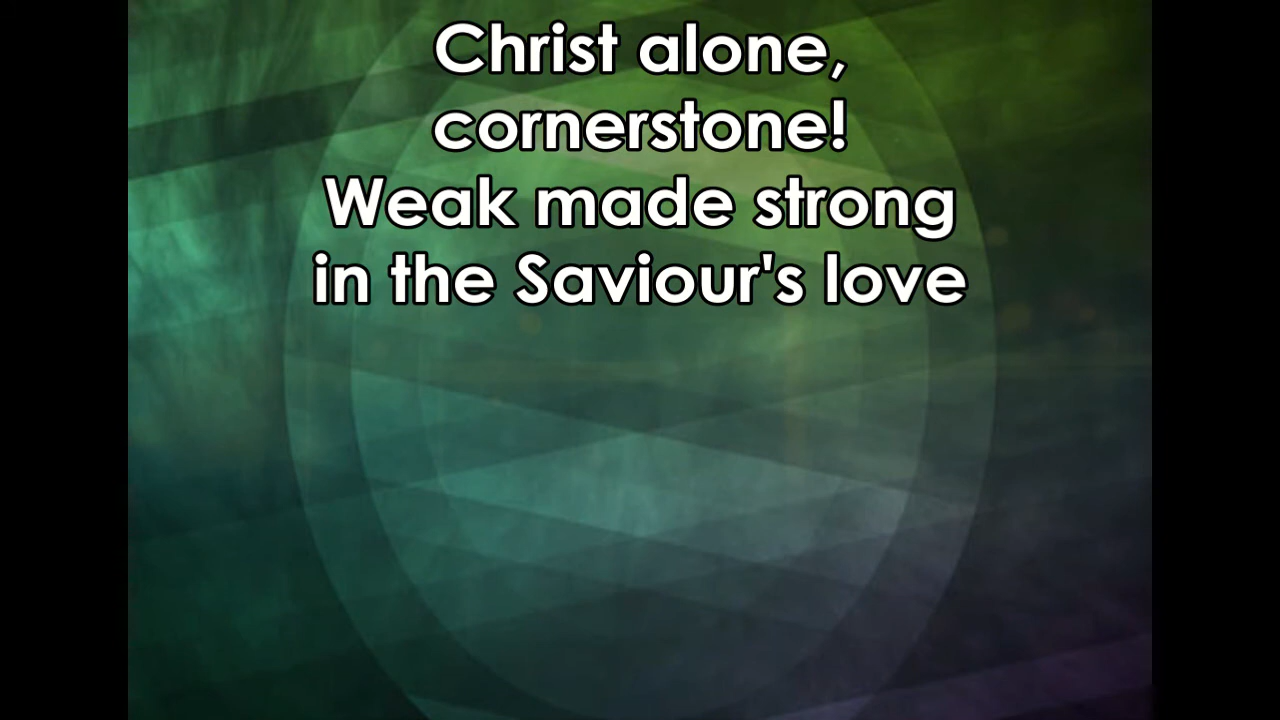 Christ alone,
cornerstone!
Weak made strong
in the Saviour's love